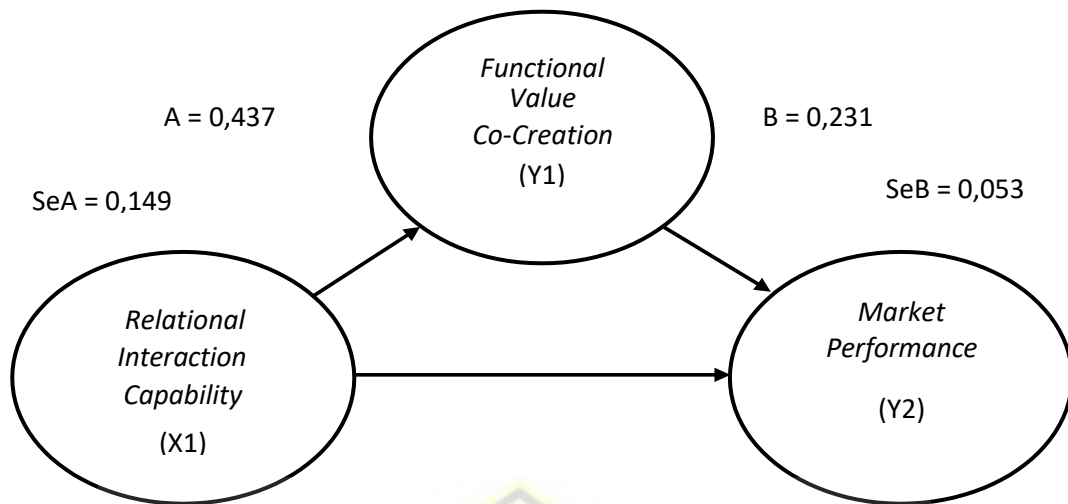 Functional
Value
Co-Creation
(Y1)
A = 0,437
B = 0,231
SeA = 0,149
SeB = 0,053
Relational
Interaction
Capability
(X1)
Market
Performance
(Y2)